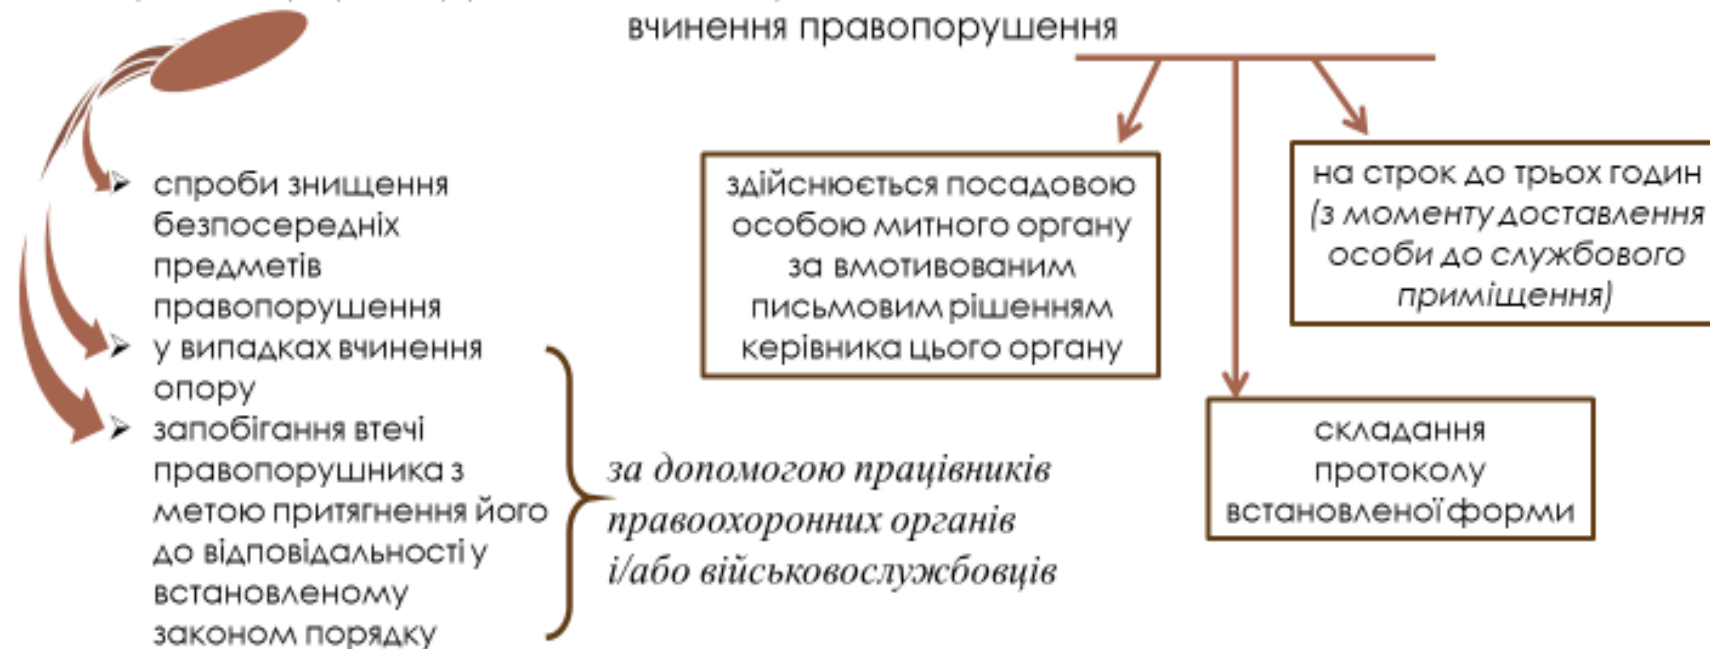 вчинення правопорушення
спроби знищення
безпосередніх
предметів
правопорушення
у випадках вчинення
опору
запобігання втечі
правопорушника з
метою притягнення його
до відповідальності у
встановленому
законом порядку
за допомогою працівників
правоохоронних органів
і/або військовослужбовців
здійснюється посадовою
особою митного органу
за вмотивованим
письмовим рішенням
керівника цього органу
на строк до трьох годин
(з моменту доставлення
особи до службового
приміщення)
складання
протоколу
встановленої форми